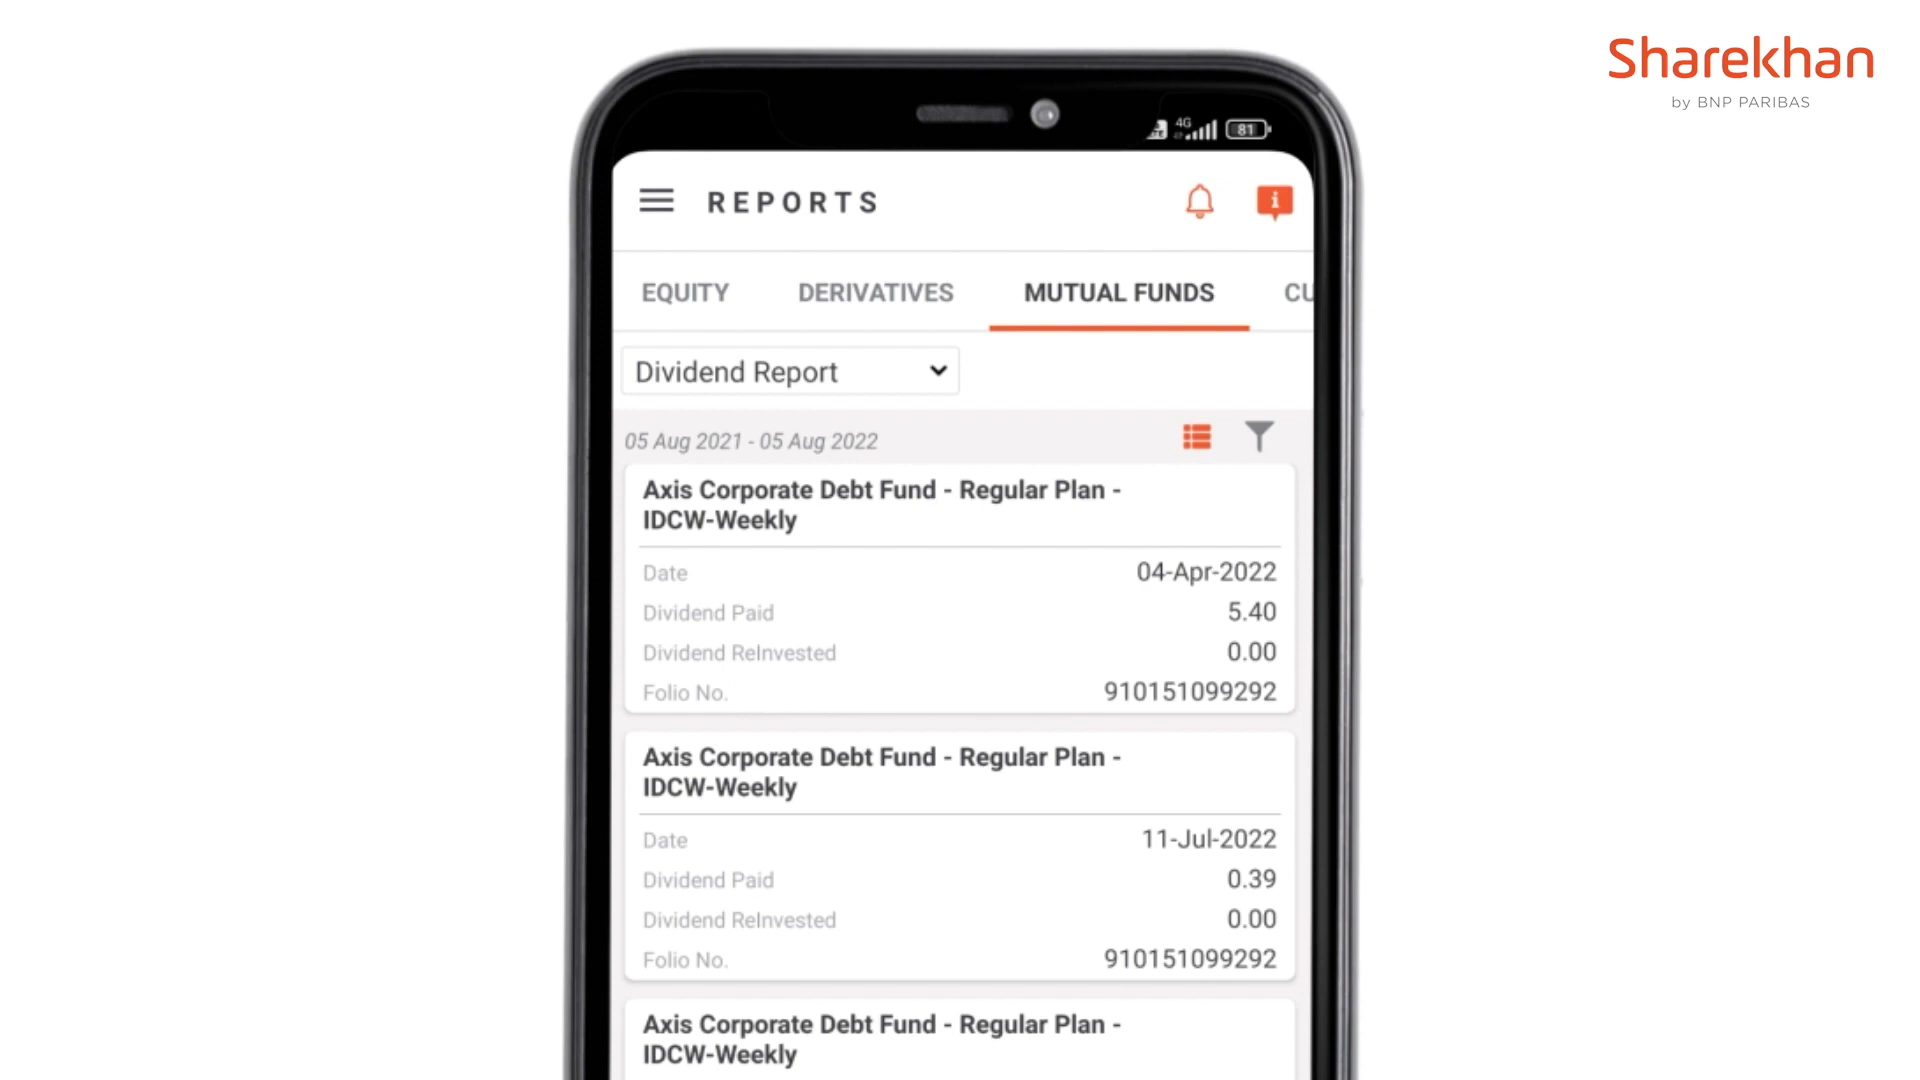 Sharekhan
by BNP PARIBAS
4G
81
REPORTS
EQUITY DERIVATIVES MUTUAL FUNDS CU
Dividend Report
05 Aug 2021 - 05 Aug 2022
Axis Corporate Debt Fund - Regular Plan -
IDCW-Weekly
Date 04-Apr-2022
Dividend Paid 5.40
Dividend ReInvested 0.00
Folio No. 910151099292
Axis Corporate Debt Fund - Regular Plan -
IDCW-Weekly
Date 11-Jul-2022
Dividend Paid 0.39
Dividend ReInvested 0.00
Folio No. 910151099292
Axis Corporate Debt Fund - Regular Plan -
IDCW-Weekly